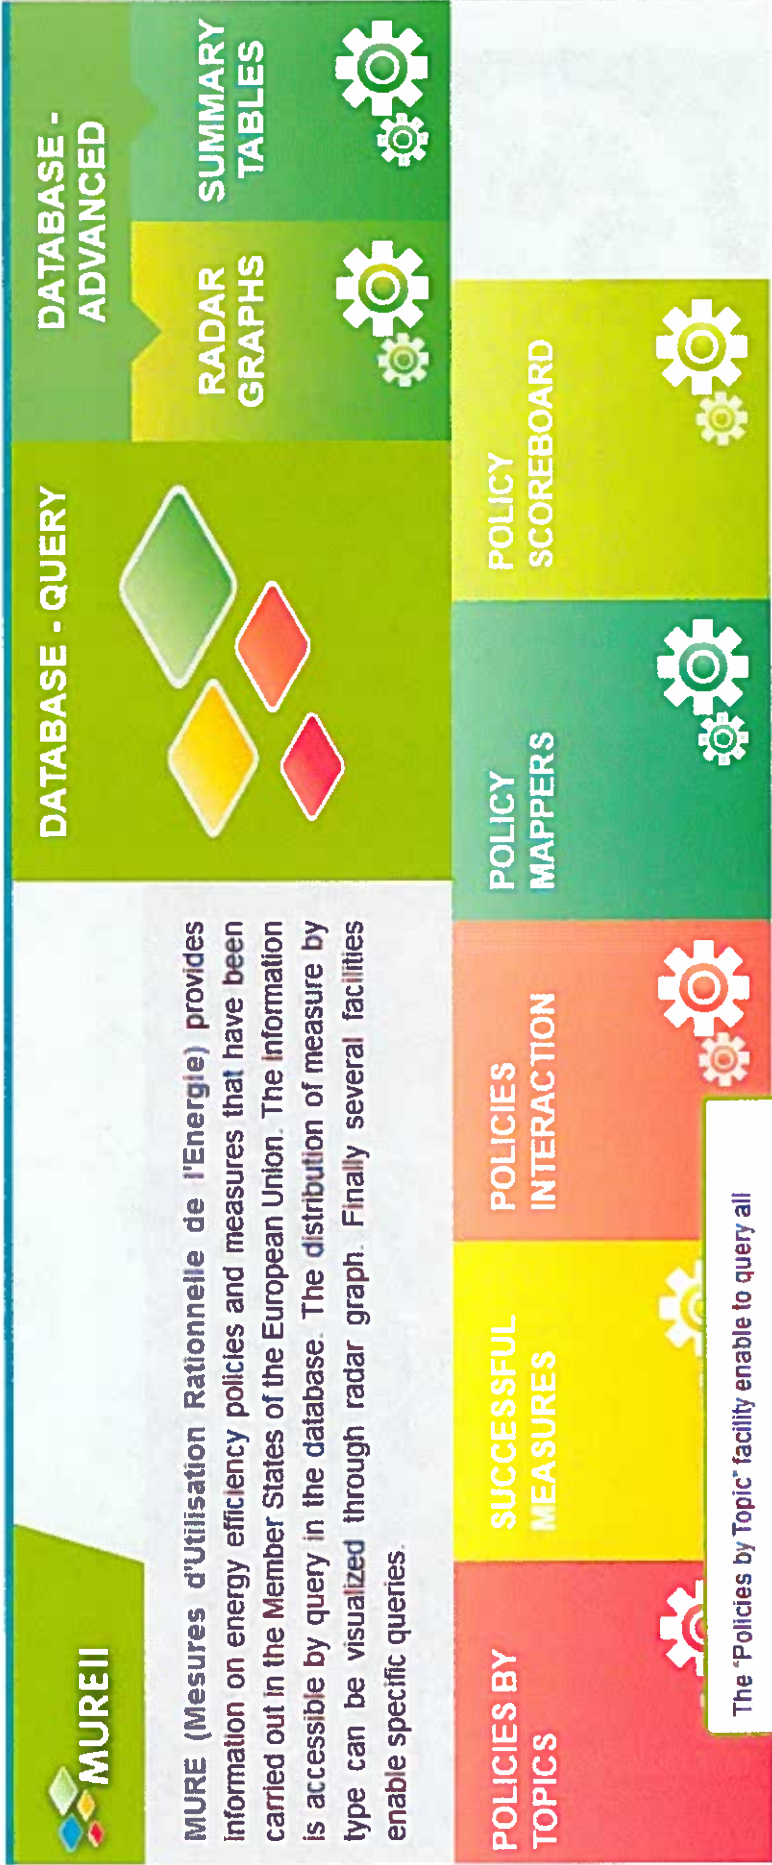 MUREII
MURE (Mesures d'Utilisation Rationnelle de l'Energie) provides
information on energy efficiency policies and measures that have been
carried out in the Member States of the European Union. The information
is accessible by query in the database. The distribution of measure by
type can be visualized through radar graph. Finally several facilities
enable specific queries.
DATABASE - QUERY
DATABASE -
ADVANCED
RADAR
GRAPHS
SUMMARY
TABLES
POLICIES BY
TOPICS
SUCCESSFUL
MEASURES
POLICIES
INTERACTION
POLICY
MAPPERS
POLICY
SCOREBOARD
The "Policies by Topic" facility enable to query all